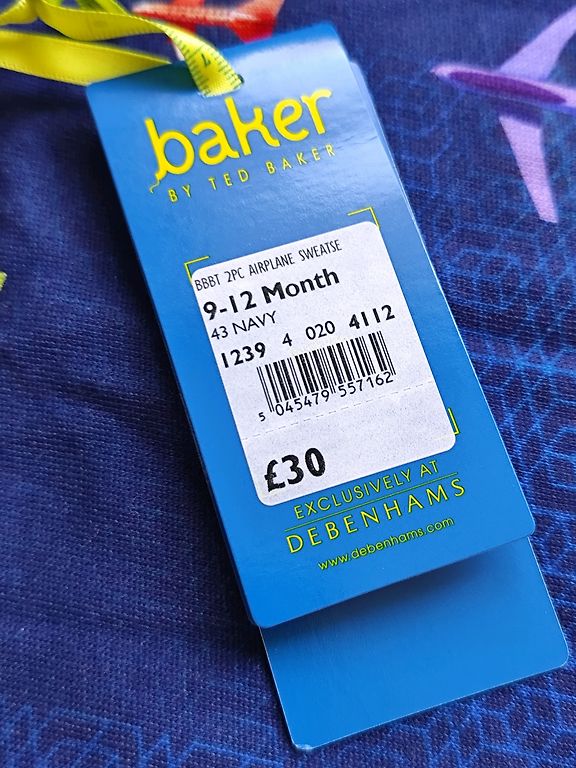 baker
BY TED BAKER
BBBT 2PC AIRPLANE SWEATSE
9-12 Month
43 NAVY
1239 4 020 4112
5 045479 557162
£30
EXCLUSIVELY AT
DEBENHAMS
www.debenhams.com